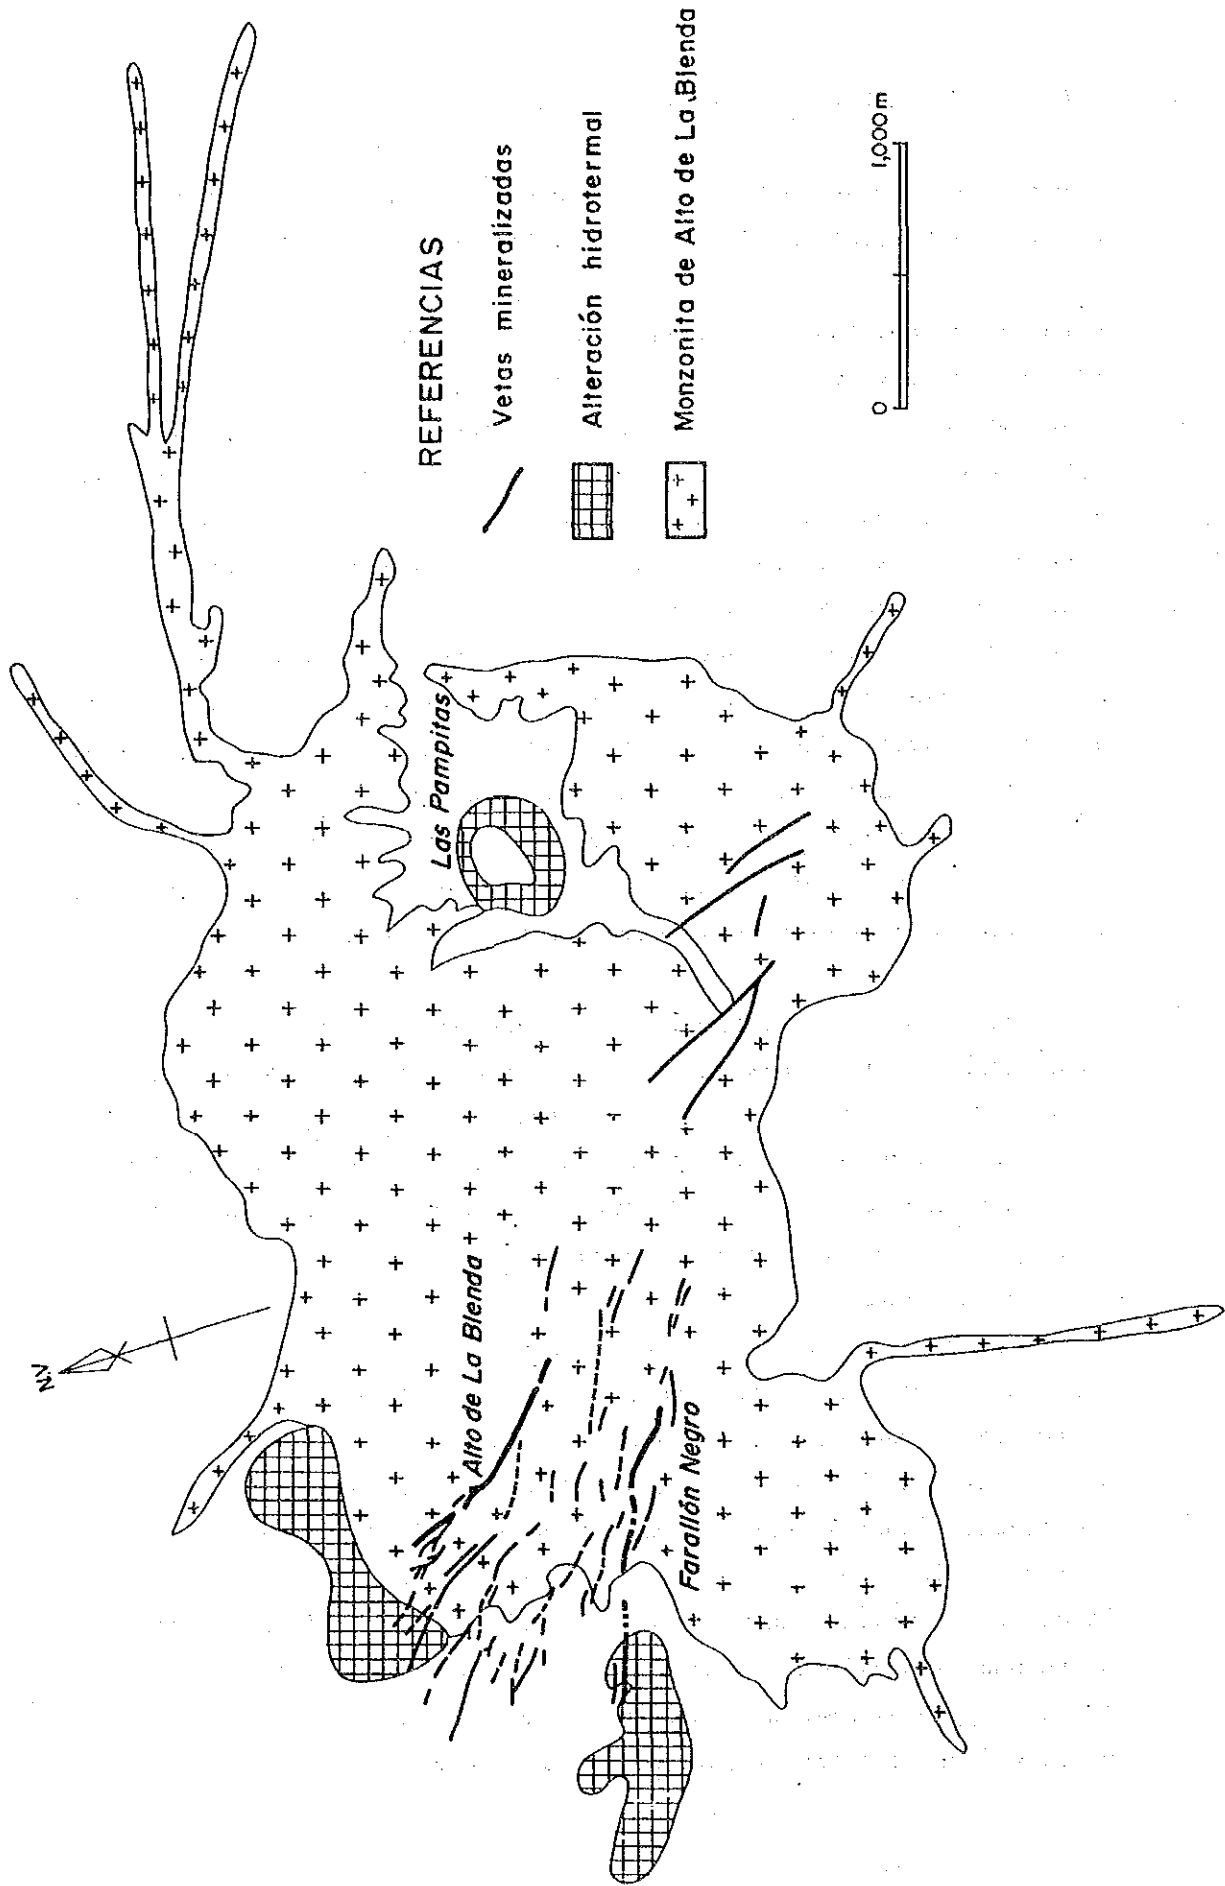 N
Alto de La Blenda
Farallón Negro
Las Pampitas
REFERENCIAS
Vetas mineralizadas
Alteración hidrotermal
Monzonita de Alto de La Blenda
0 1,000 m